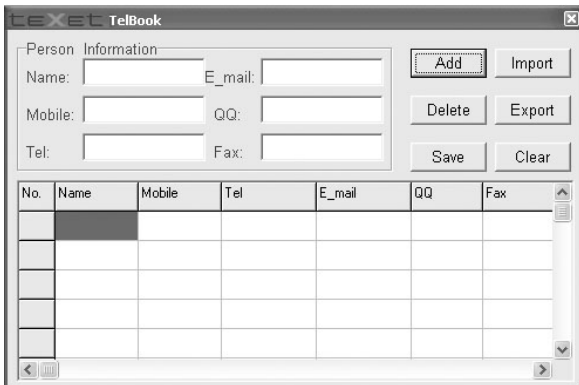 teXet TelBook
Person Information
Name: E_mail:
Mobile: QQ:
Tel: Fax:
Add Import
Delete Export
Save Clear
No. Name Mobile Tel E_mail QQ Fax